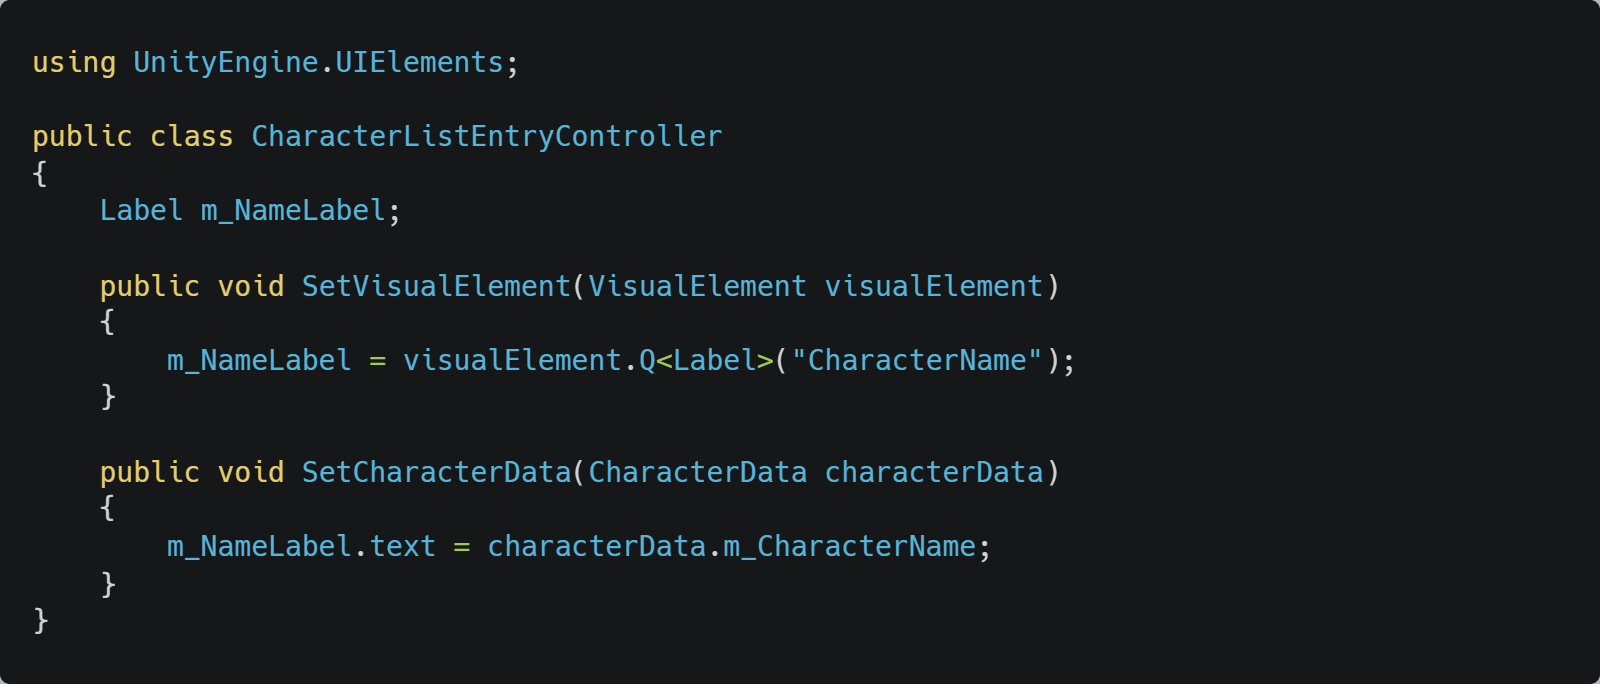 using UnityEngine.UIElements;

public class CharacterListEntryController
{
    Label m_NameLabel;

    public void SetVisualElement(VisualElement visualElement)
    {
        m_NameLabel = visualElement.Q<Label>("CharacterName");
    }

    public void SetCharacterData(CharacterData characterData)
    {
        m_NameLabel.text = characterData.m_CharacterName;
    }
}